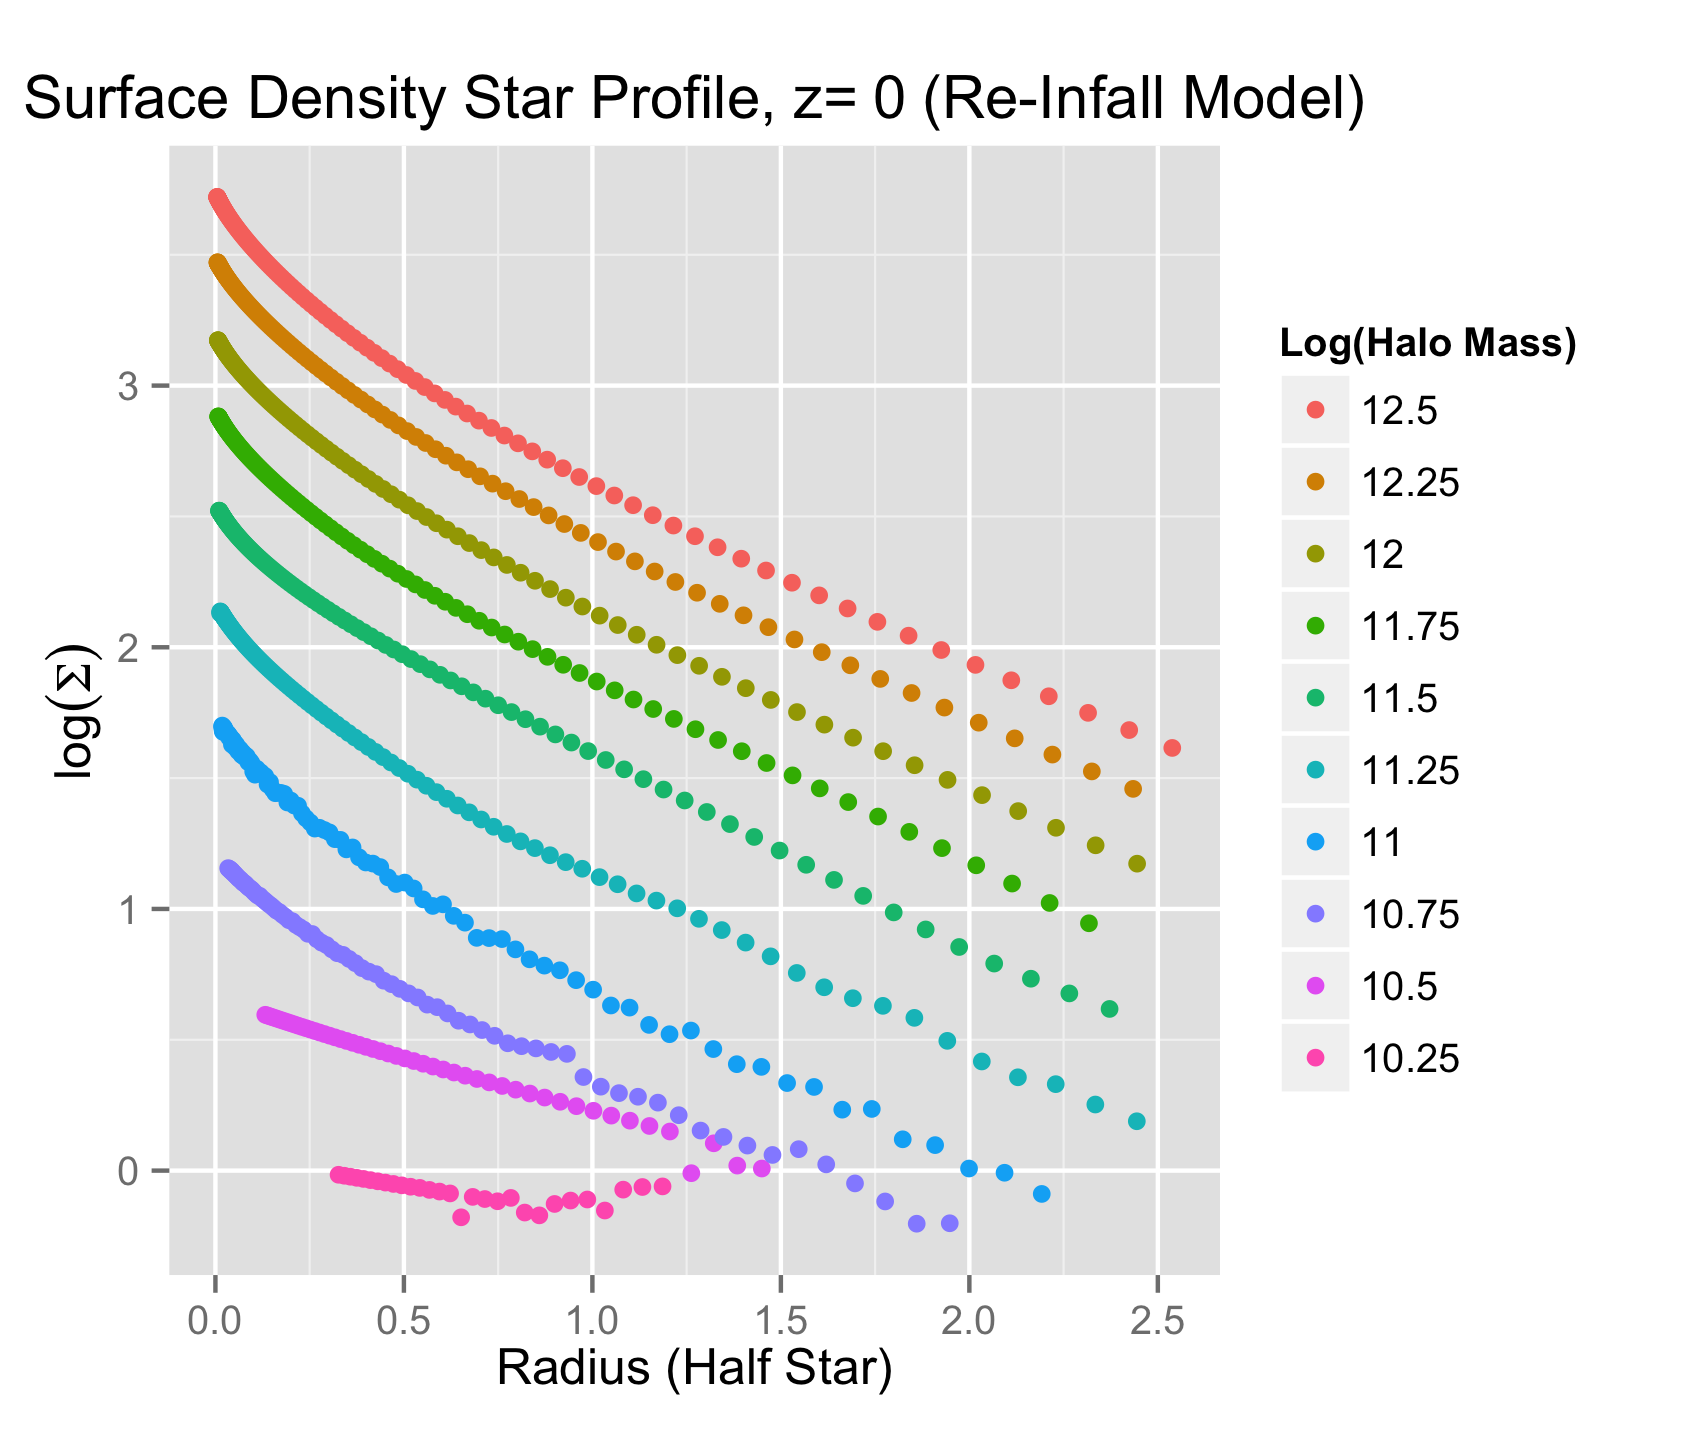 Surface Density Star Profile, z= 0 (Re-Infall Model)
log(Σ)
3
2
1
0
0.0 0.5 1.0 1.5 2.0 2.5
Radius (Half Star)
Log(Halo Mass)
12.5
12.25
12
11.75
11.5
11.25
11
10.75
10.5
10.25